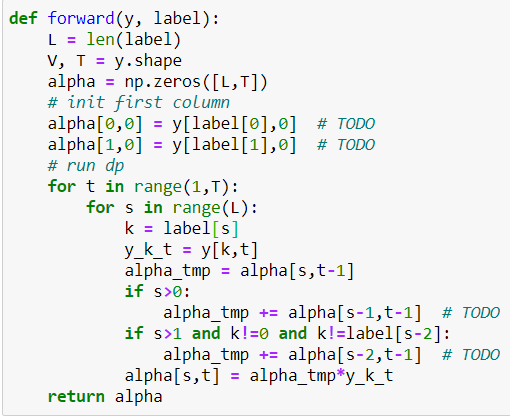 def forward(y, label):
    L = len(label)
    V, T = y.shape
    alpha = np.zeros([L,T])
    # init first column
    alpha[0,0] = y[label[0],0]  # TODO
    alpha[1,0] = y[label[1],0]  # TODO
    # run dp
    for t in range(1,T):
        for s in range(L):
            k = label[s]
            y_k_t = y[k,t]
            alpha_tmp = alpha[s,t-1]
            if s>0:
                alpha_tmp += alpha[s-1,t-1]  # TODO
            if s>1 and k!=0 and k!=label[s-2]:
                alpha_tmp += alpha[s-2,t-1]  # TODO
            alpha[s,t] = alpha_tmp*y_k_t
    return alpha